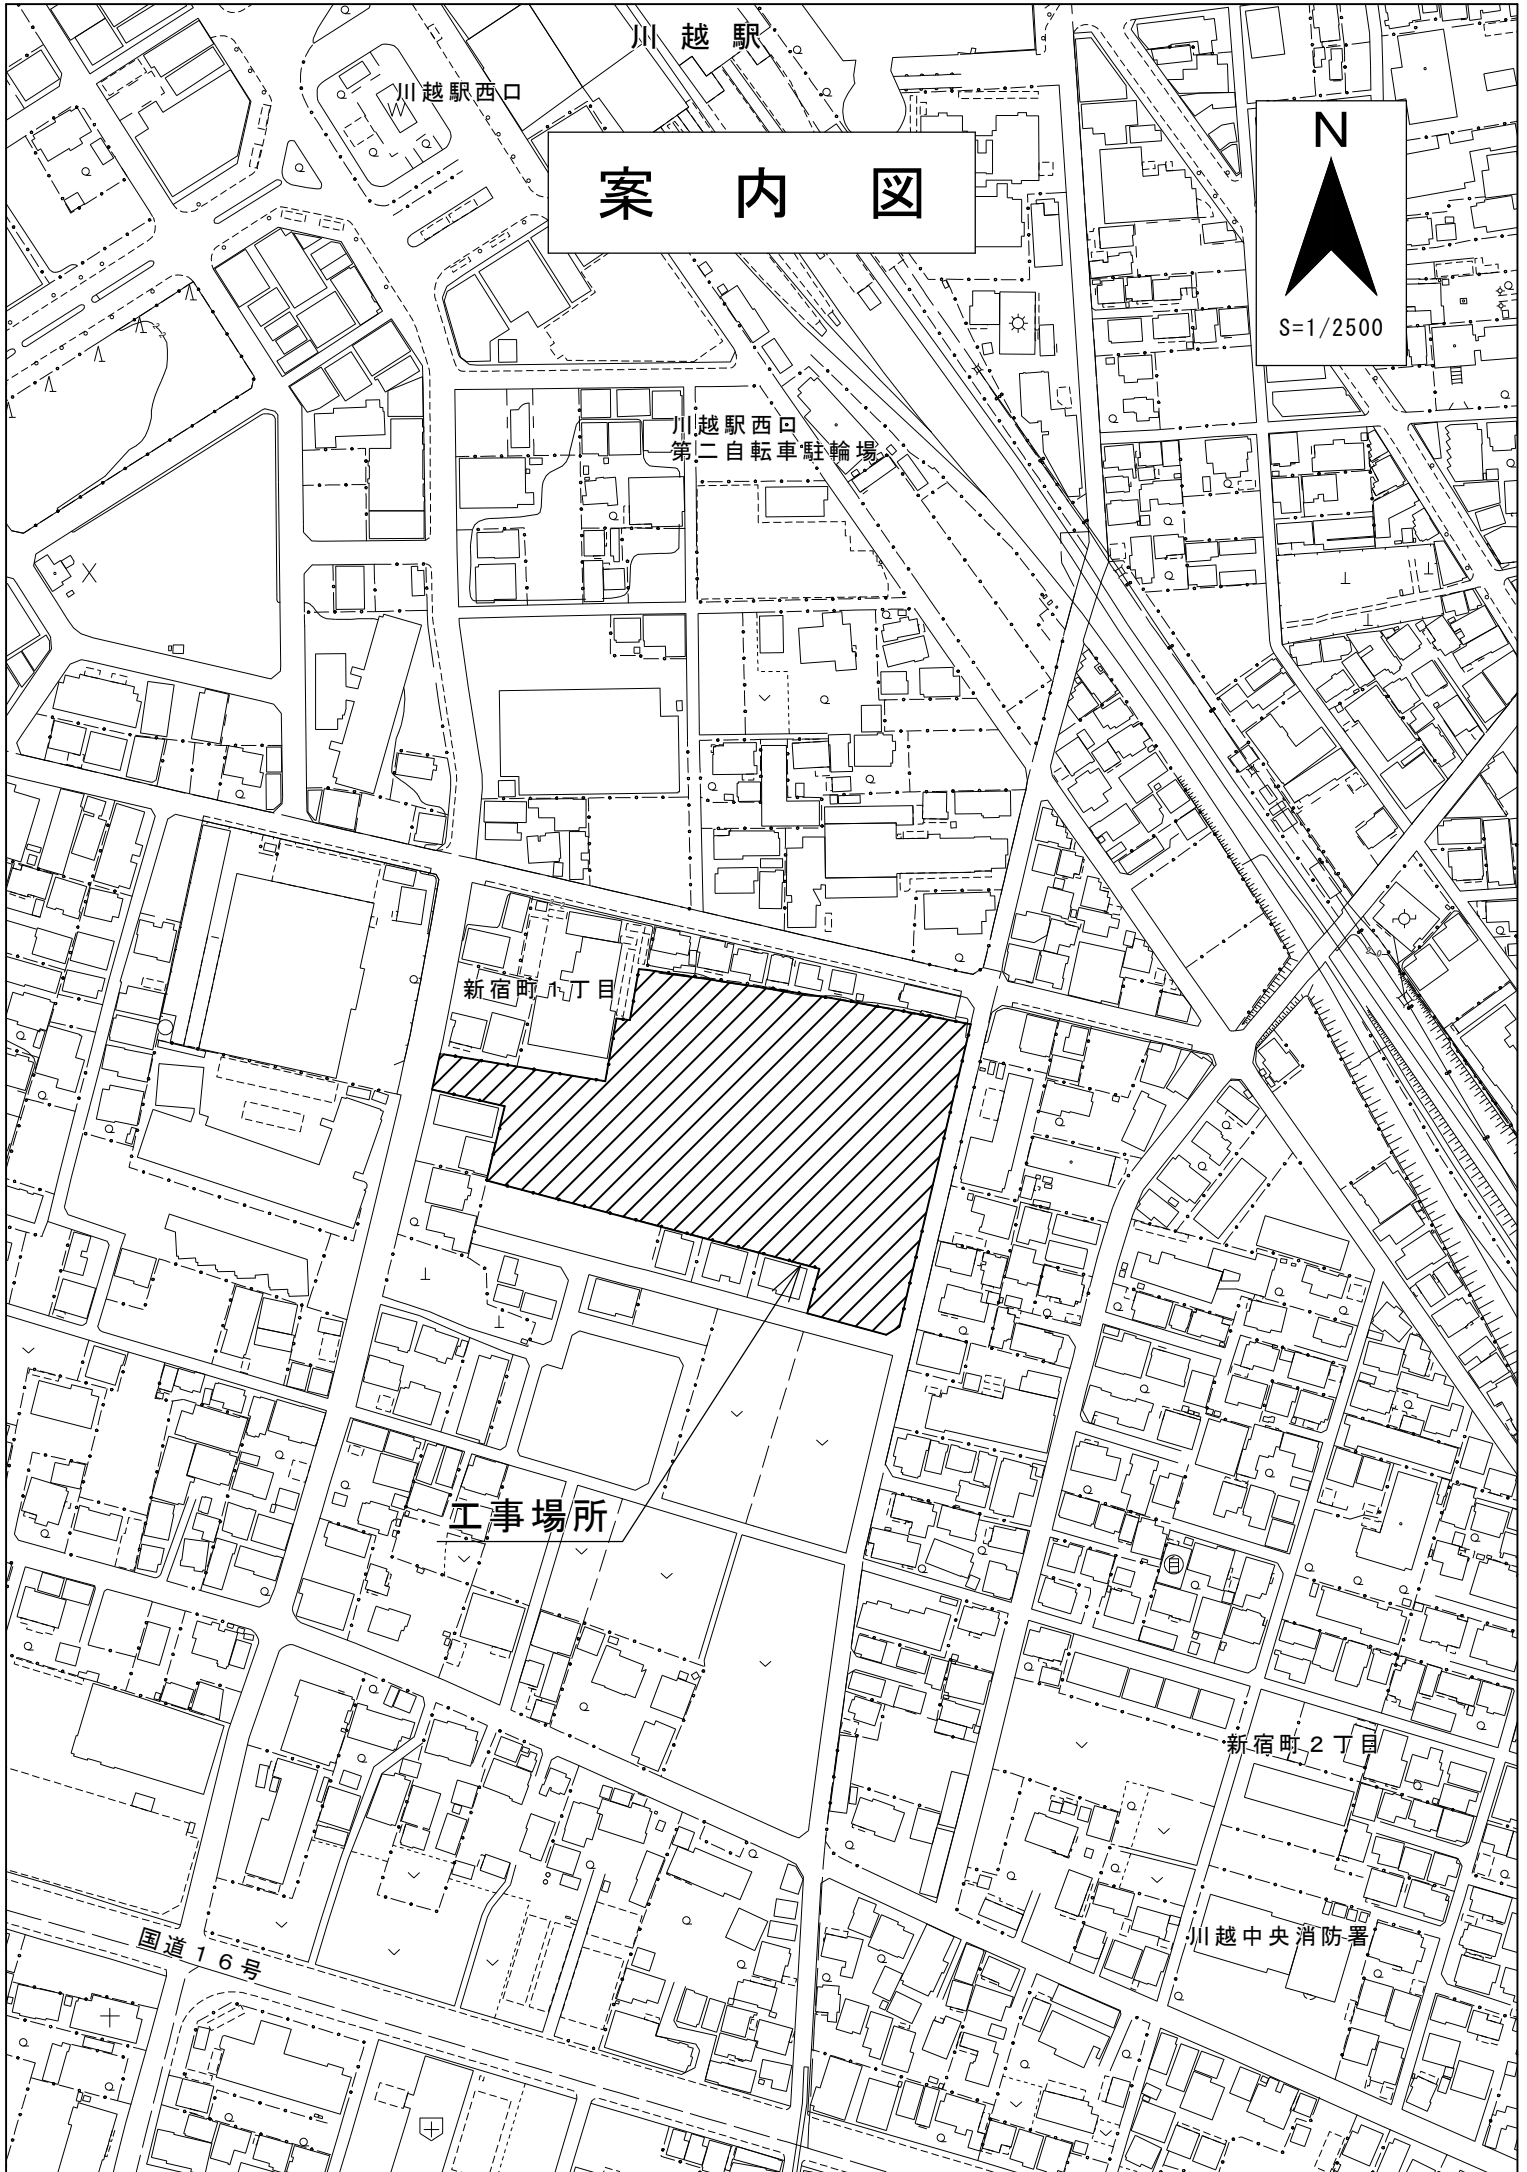 川越駅
川越駅西口
案内図
N
S=1/2500
川越駅西口
第二自転車駐輪場
新宿町1丁目
工事場所
新宿町2丁目
川越中央消防署
国道16号